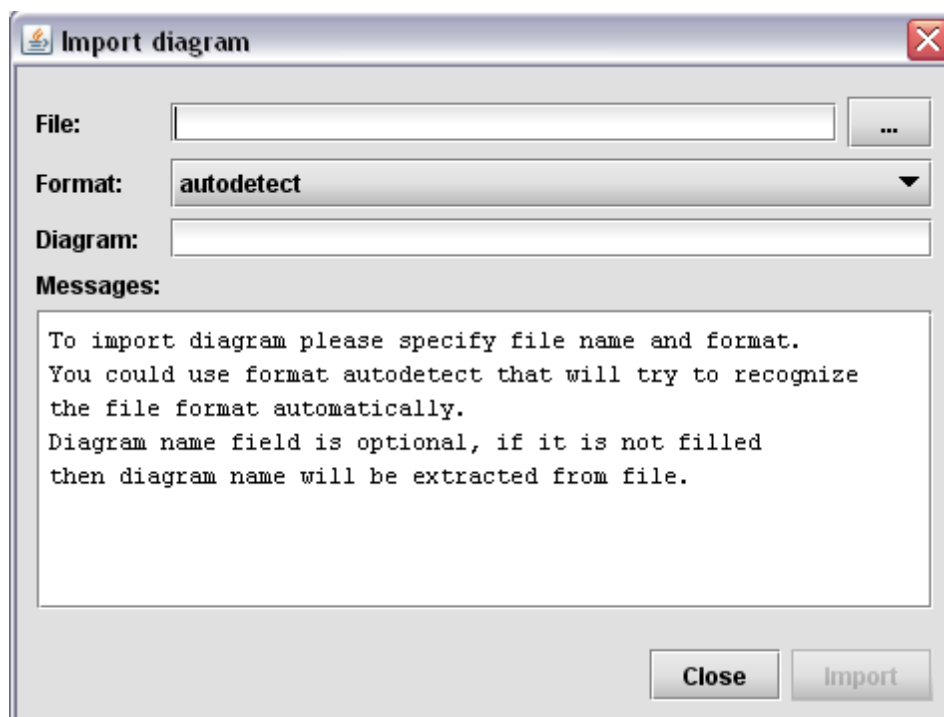 Import diagram
File:
...
Format: autodetect
Diagram:
Messages:
To import diagram please specify file name and format.
You could use format autodetect that will try to recognize
the file format automatically.
Diagram name field is optional, if it is not filled
then diagram name will be extracted from file.
Close Import